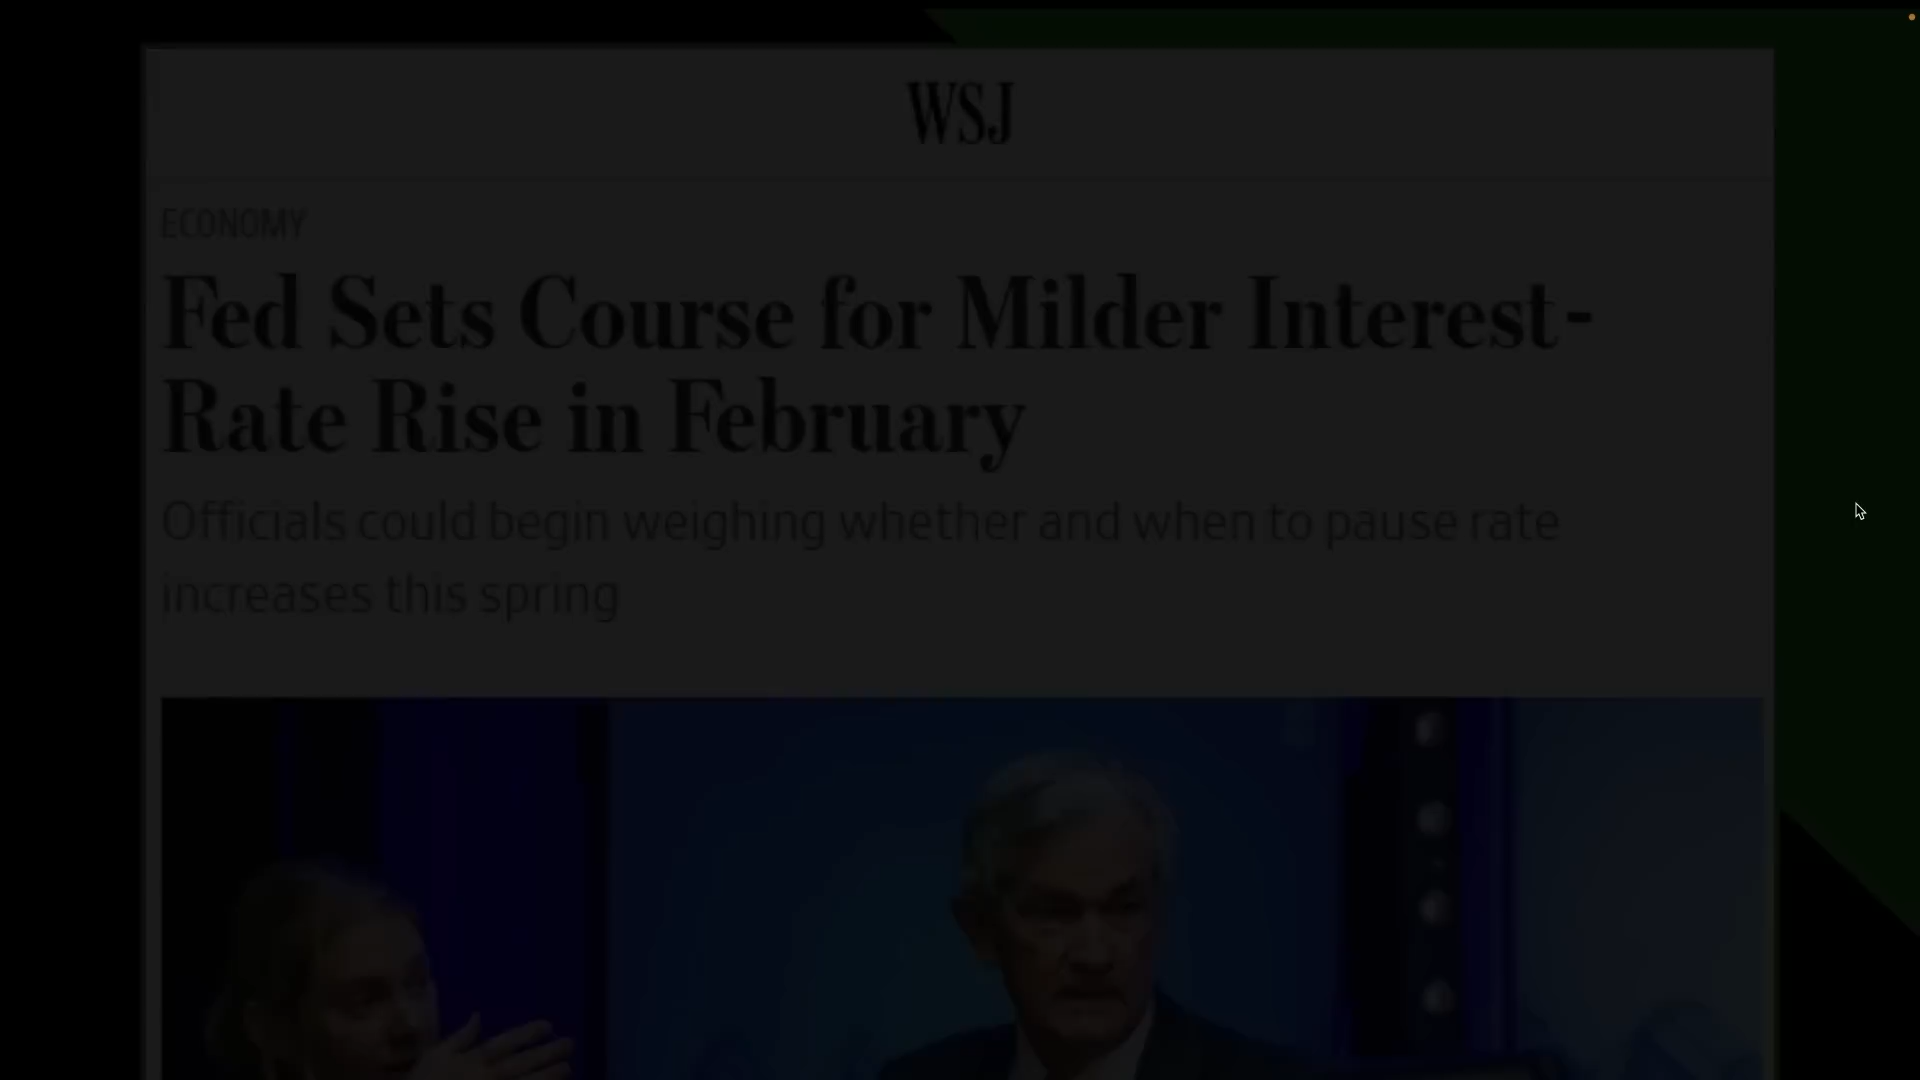 WSJ
ECONOMY
Fed Sets Course for Milder Interest-
Rate Rise in February
Officials could begin weighing whether and when to pause rate
increases this spring